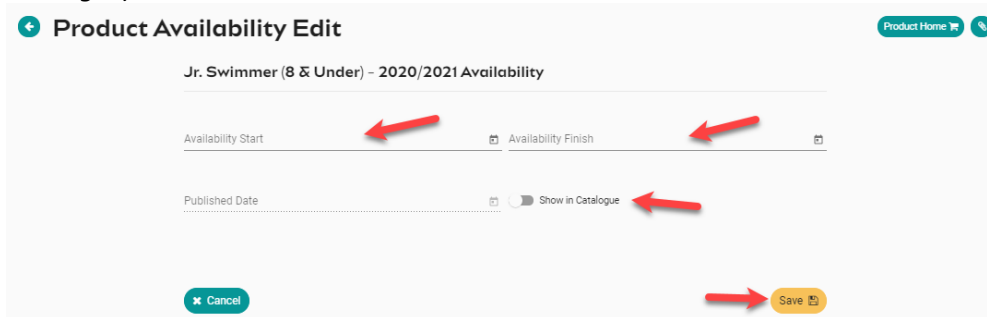 Product Availability Edit
Product Home
Jr. Swimmer (8 & Under) - 2020/2021 Availability
Availability Start
Availability Finish
Published Date
Show in Catalogue
Cancel
Save